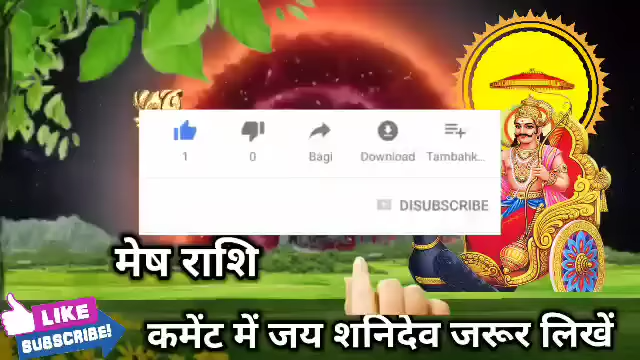 1
0
Bagi
Download
Tambahk...
DISUBSCRIBE
मेष राशि
LIKE
SUBSCRIBE!
कमेंट में जय शनिदेव जरूर लिखें